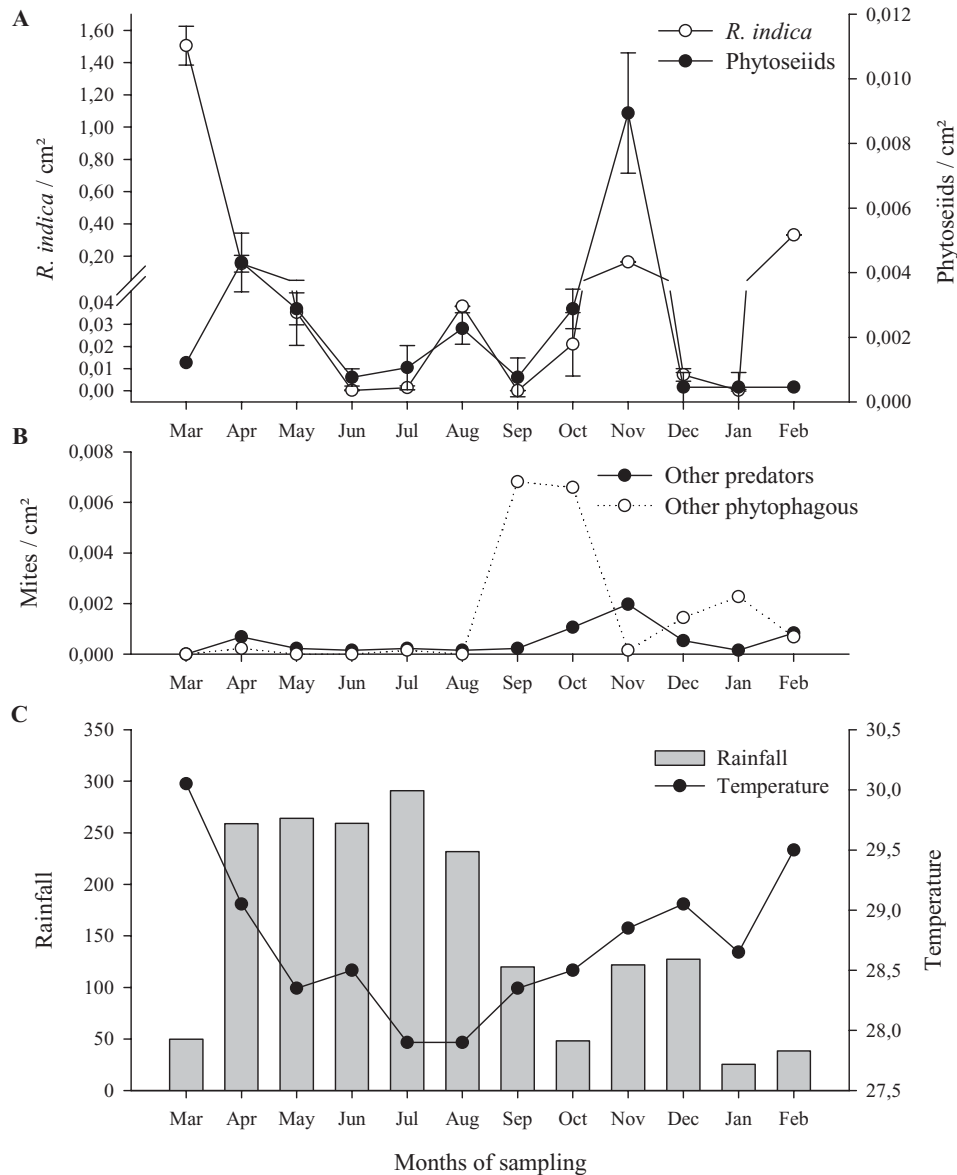 A
R. indica / cm²
1,60
1,40
1,20
1,00
0,80
0,60
0,40
0,20
0,04
0,03
0,02
0,01
0,00
R. indica
Phytoseiids
0,012
0,010
0,008
0,006
0,004
0,002
0,000
Phytoseiids / cm²
Mar Apr May Jun Jul Aug Sep Oct Nov Dec Jan Feb
B
Mites / cm²
0,008
0,006
0,004
0,002
0,000
Other predators
Other phytophagous
Mar Apr May Jun Jul Aug Sep Oct Nov Dec Jan Feb
C
Rainfall
350
300
250
200
150
100
50
0
Rainfall
Temperature
30,5
30,0
29,5
29,0
28,5
28,0
27,5
Temperature
Mar Apr May Jun Jul Aug Sep Oct Nov Dec Jan Feb
Months of sampling